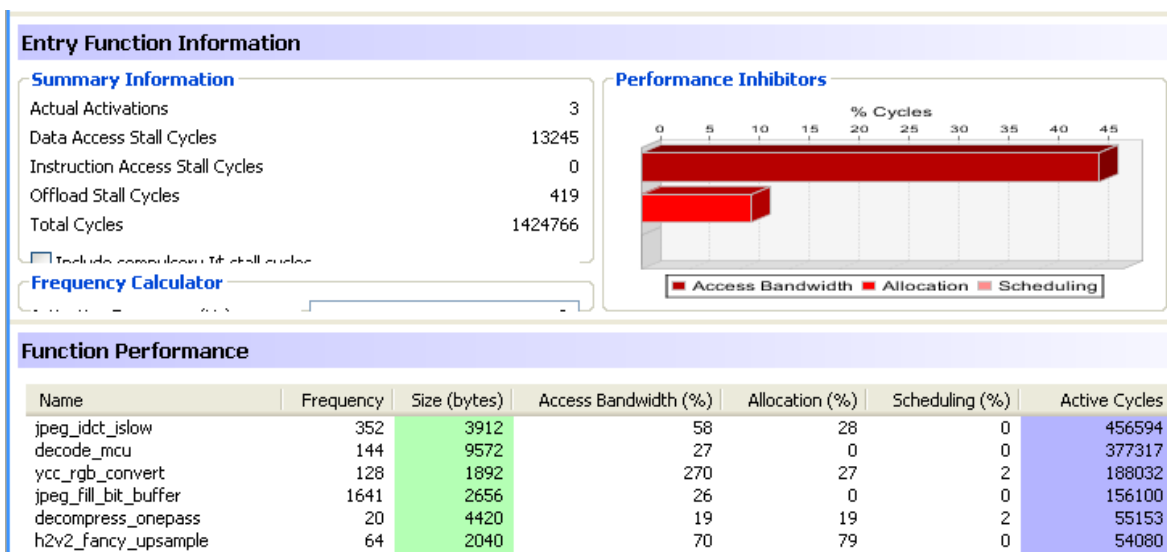 Entry Function Information
Summary Information
Actual Activations 3
Data Access Stall Cycles 13245
Instruction Access Stall Cycles 0
Offload Stall Cycles 419
Total Cycles 1424766
Include compulsory I$ stall cycles
Frequency Calculator
Performance Inhibitors
% Cycles
0 5 10 15 20 25 30 35 40 45
Access Bandwidth Allocation Scheduling
Function Performance
Name Frequency Size (bytes) Access Bandwidth (%) Allocation (%) Scheduling (%) Active Cycles
jpeg_idct_islow 352 3912 58 28 0 456594
decode_mcu 144 9572 27 0 0 377317
ycc_rgb_convert 128 1892 270 27 2 188032
jpeg_fill_bit_buffer 1641 2656 26 0 0 156100
decompress_onepass 20 4420 19 19 2 55153
h2v2_fancy_upsample 64 2040 70 79 0 54080